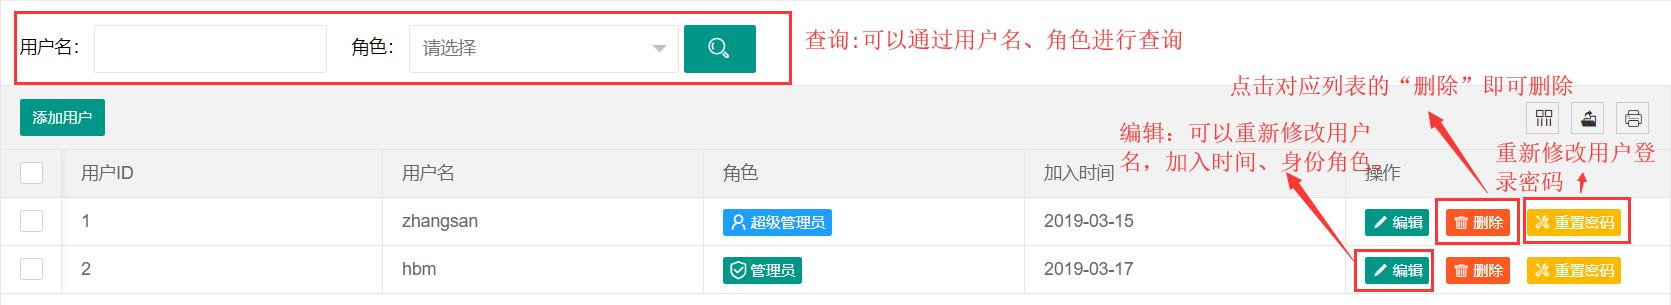 用户名： 角色： 请选择 查询:可以通过用户名、角色进行查询
点击对应列表的“删除”即可删除
添加用户
编辑：可以重新修改用户
名，加入时间、身份角色。
重新修改用户登
录密码
用户ID 用户名 角色 加入时间 操作
1 zhangsan 超级管理员 2019-03-15 编辑 删除 重置密码
2 hbm 管理员 2019-03-17 编辑 删除 重置密码